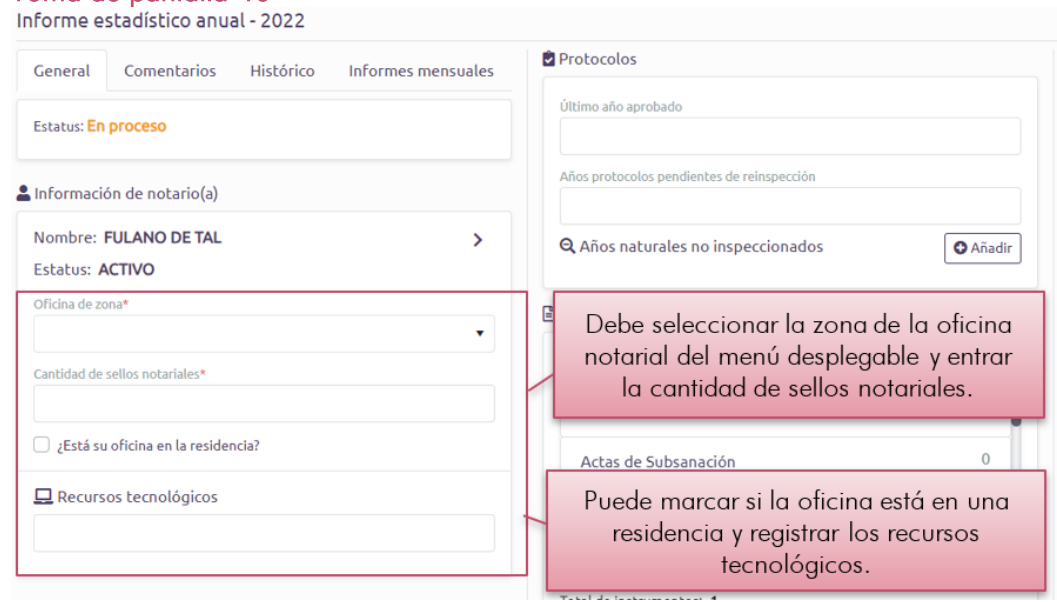 Informe estadístico anual - 2022
General Comentarios Histórico Informes mensuales
Estatus: En proceso
Información de notario(a)
Nombre: FULANO DE TAL
Estatus: ACTIVO
Oficina de zona*
Cantidad de sellos notariales*
¿Está su oficina en la residencia?
Recursos tecnológicos
Protocolos
Último año aprobado
Años protocolos pendientes de reinspección
Años naturales no inspeccionados
Añadir
Debe seleccionar la zona de la oficina
notarial del menú desplegable y entrar
la cantidad de sellos notariales.
Actas de Subsanación 0
Puede marcar si la oficina está en una
residencia y registrar los recursos
tecnológicos.